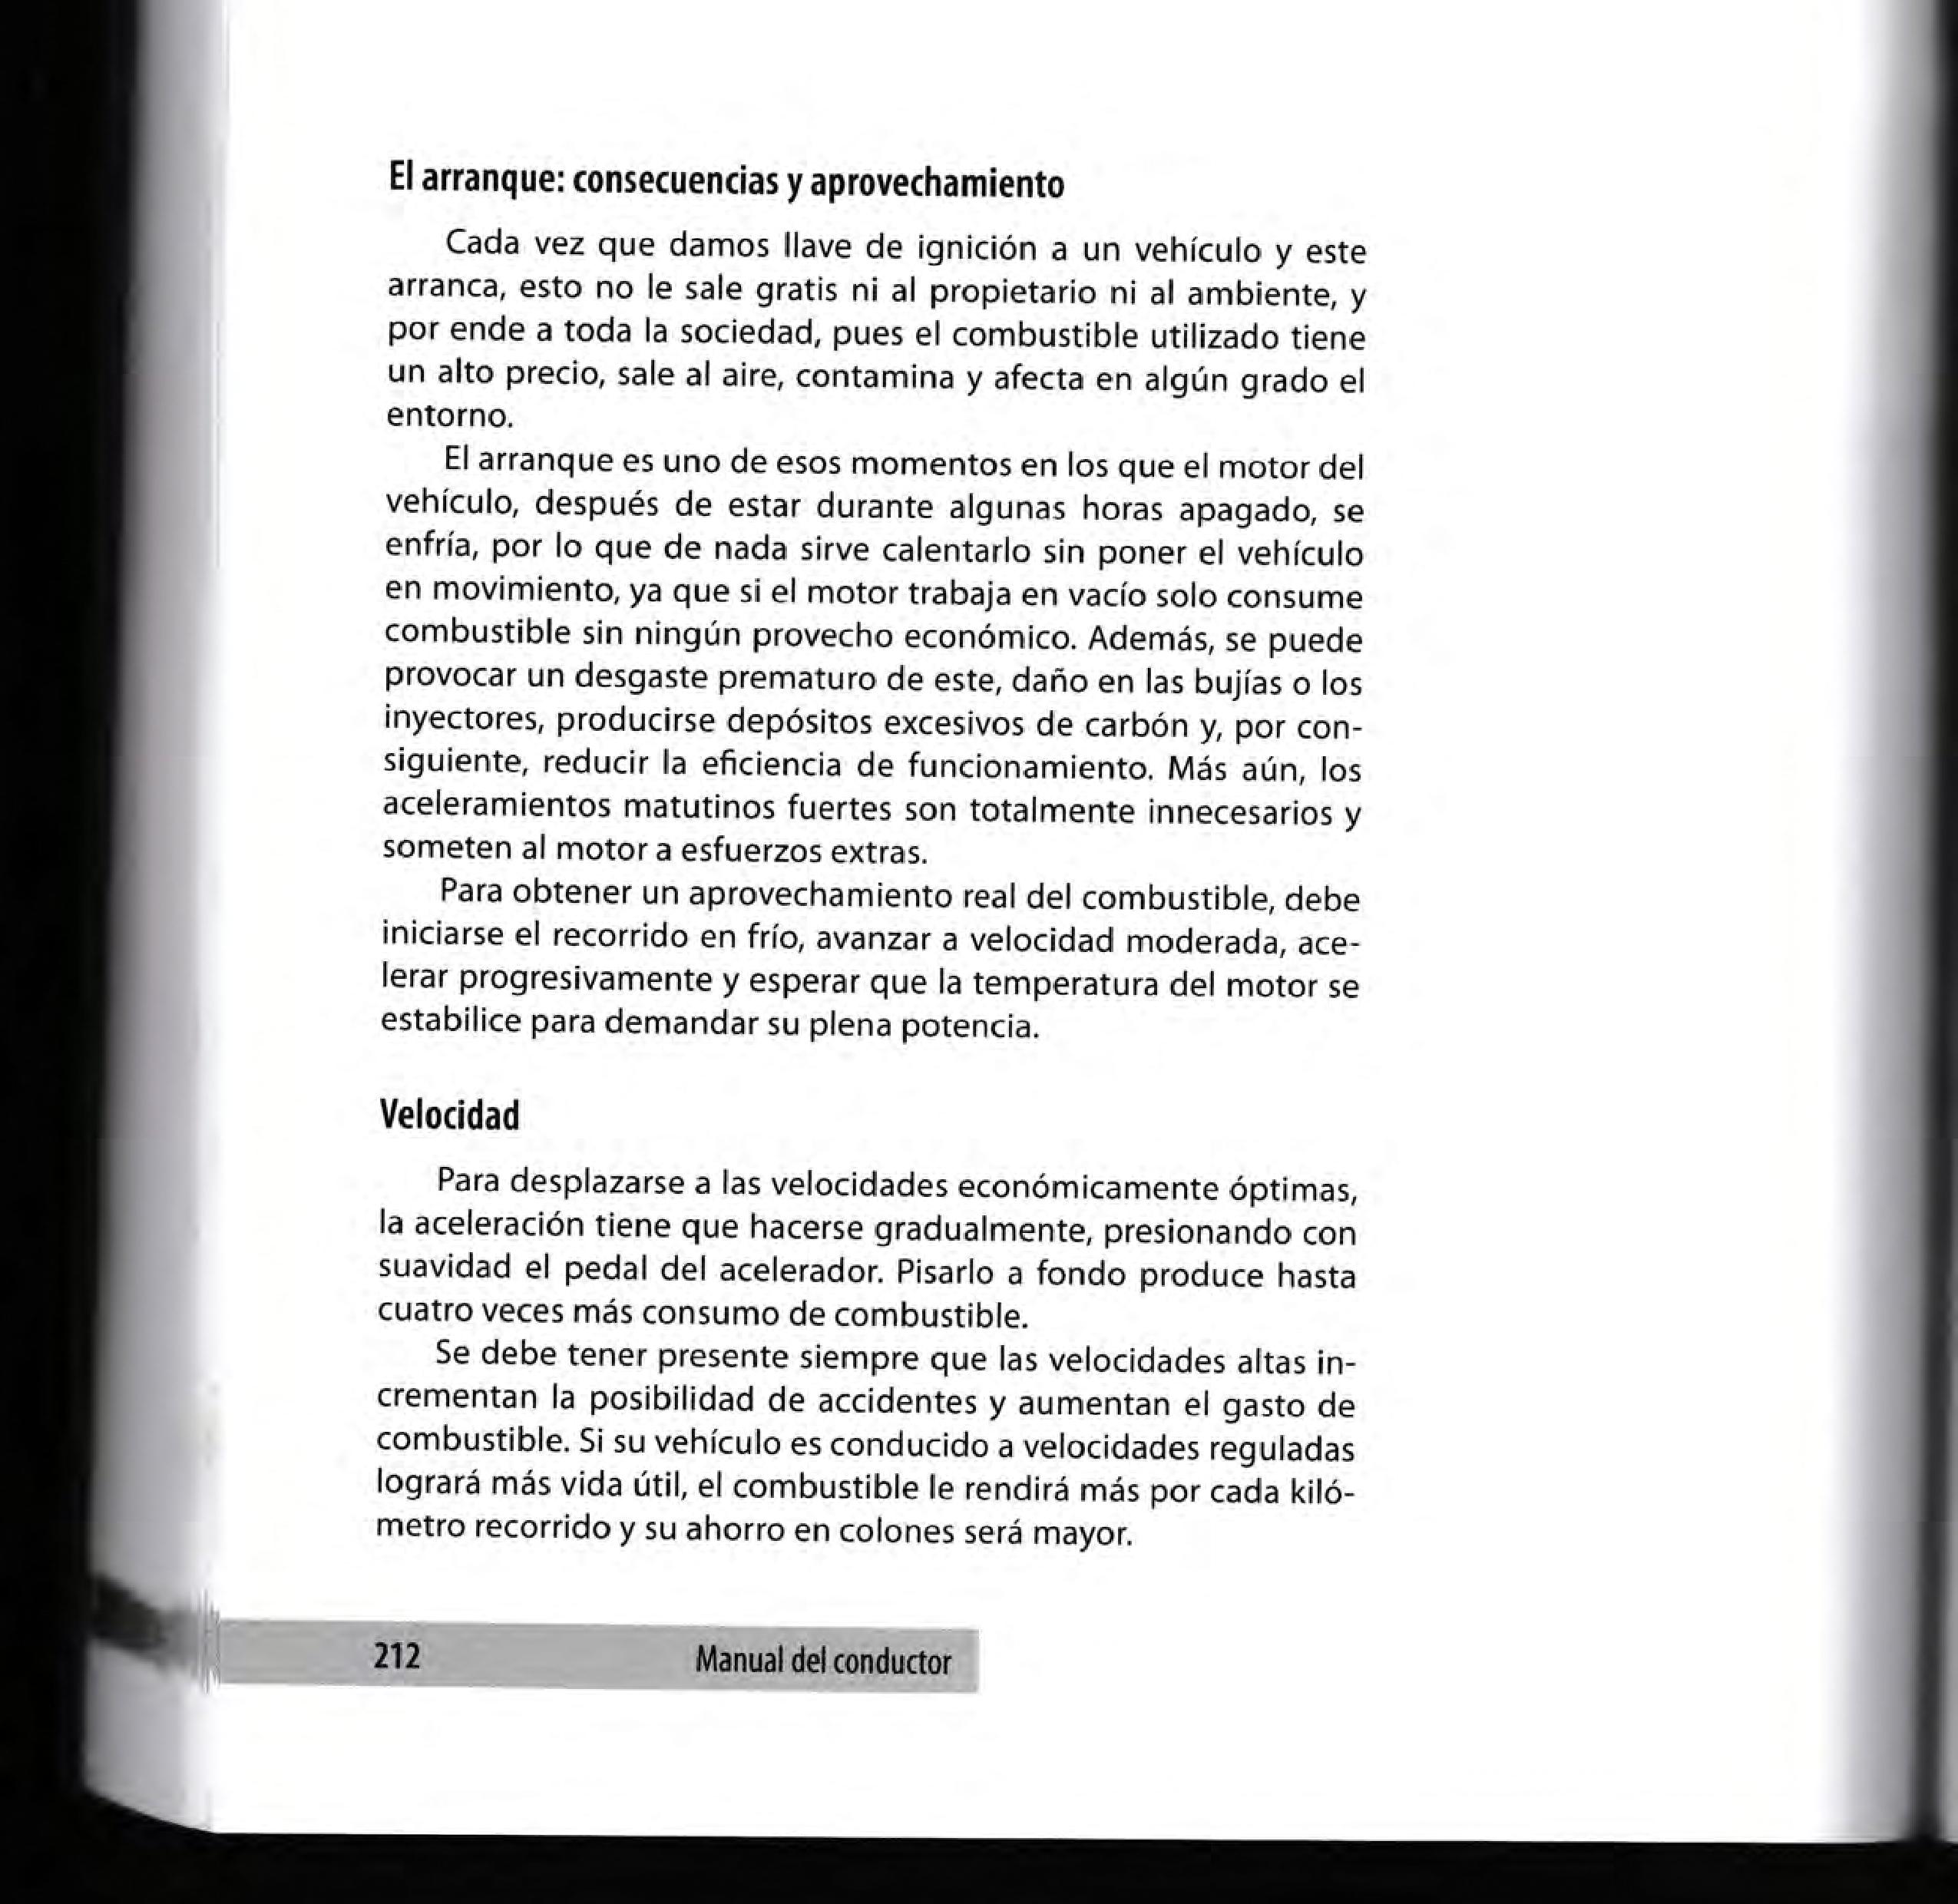 El arranque: consecuencias y aprovechamiento
Cada vez que damos llave de ignición a un vehículo y este
arranca, esto no le sale gratis ni al propietario ni al ambiente, y
por ende a toda la sociedad, pues el combustible utilizado tiene
un alto precio, sale al aire, contamina y afecta en algún grado el
entorno.
El arranque es uno de esos momentos en los que el motor del
vehículo, después de estar durante algunas horas apagado, se
enfría, por lo que de nada sirve calentarlo sin poner el vehículo
en movimiento, ya que si el motor trabaja en vacío solo consume
combustible sin ningún provecho económico. Además, se puede
provocar un desgaste prematuro de este, daño en las bujías o los
inyectores, producirse depósitos excesivos de carbón y, por con-
siguiente, reducir la eficiencia de funcionamiento. Más aún, los
aceleramientos matutinos fuertes son totalmente innecesarios y
someten al motor a esfuerzos extras.
Para obtener un aprovechamiento real del combustible, debe
iniciarse el recorrido en frío, avanzar a velocidad moderada, ace-
lerar progresivamente y esperar que la temperatura del motor se
estabilice para demandar su plena potencia.
Velocidad
Para desplazarse a las velocidades económicamente óptimas,
la aceleración tiene que hacerse gradualmente, presionando con
suavidad el pedal del acelerador. Pisarlo a fondo produce hasta
cuatro veces más consumo de combustible.
Se debe tener presente siempre que las velocidades altas in-
crementan la posibilidad de accidentes y aumentan el gasto de
combustible. Si su vehículo es conducido a velocidades reguladas
logrará más vida útil, el combustible le rendirá más por cada kiló-
metro recorrido y su ahorro en colones será mayor.
212 Manual del conductor